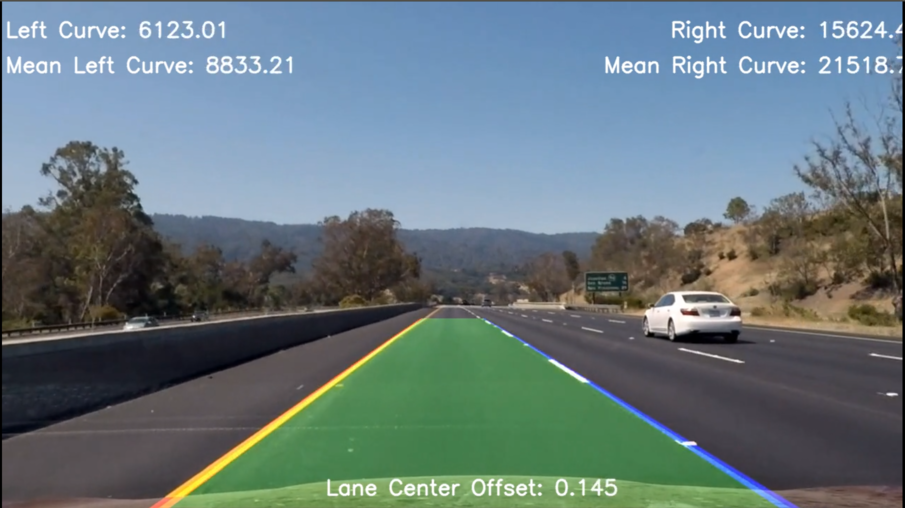 Left Curve: 6123.01
Right Curve: 15624.4
Mean Left Curve: 8833.21
Mean Right Curve: 21518.7
Lane Center Offset: 0.145